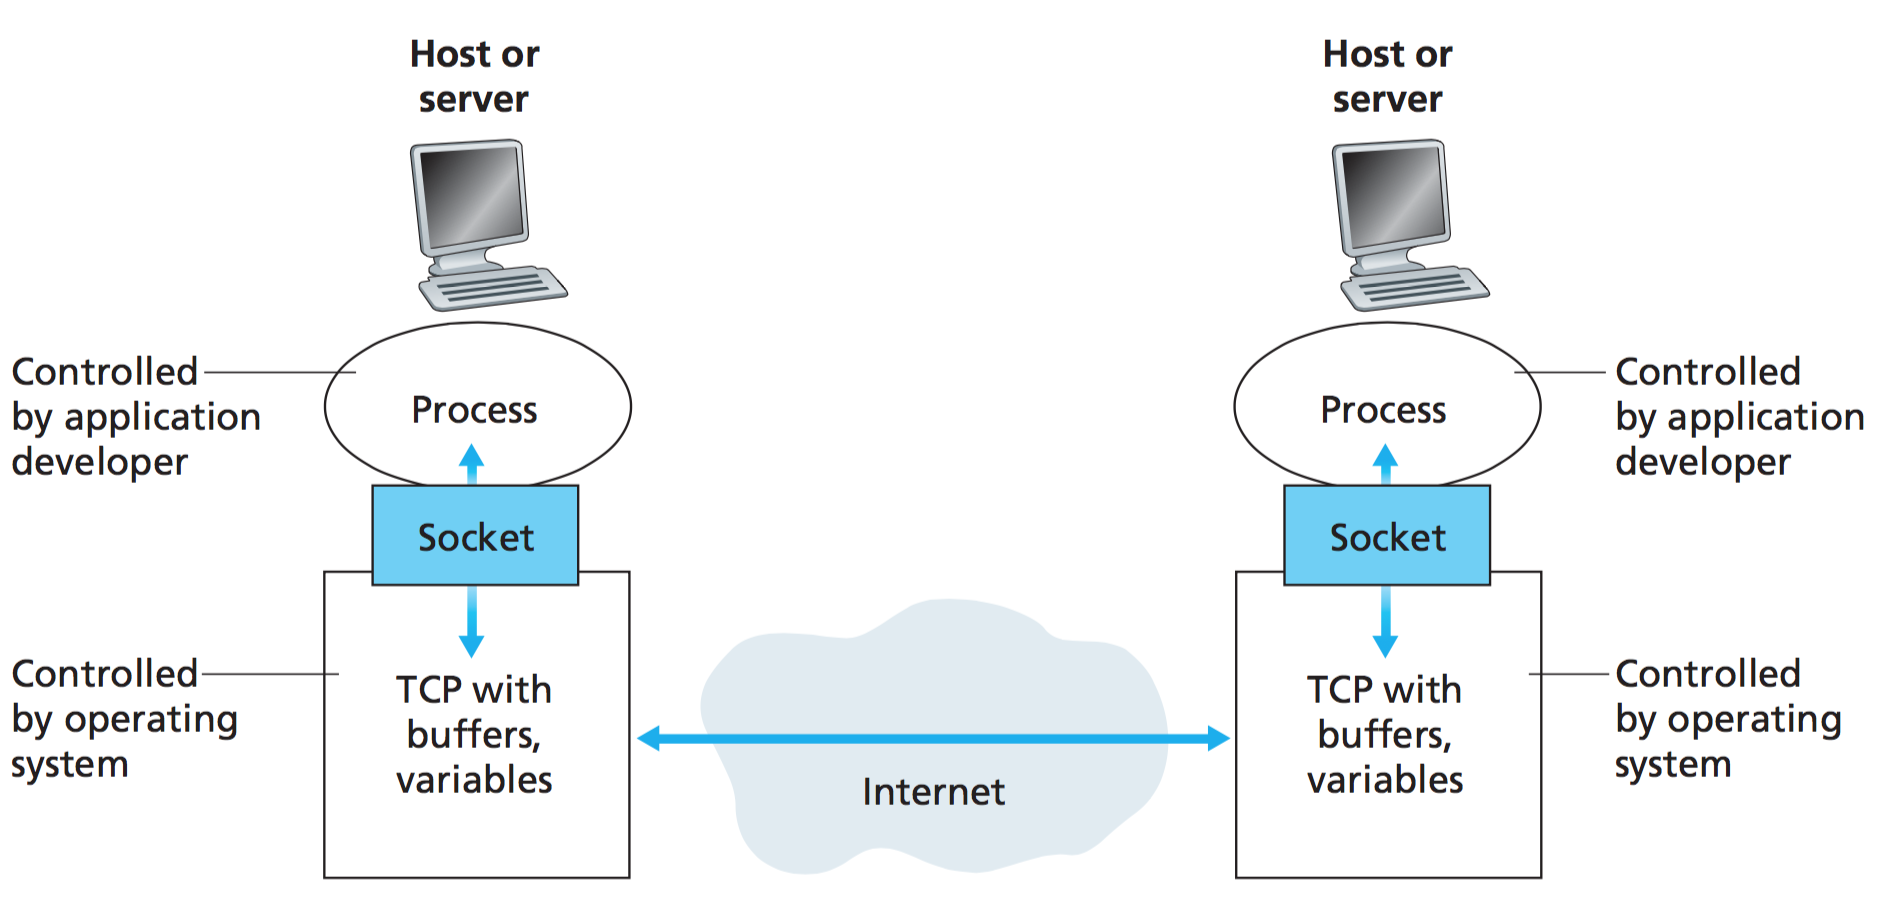 Host or
server
Host or
server
Controlled
by application
developer
Process
Process
Controlled
by application
developer
Socket
Socket
Controlled
by operating
system
TCP with
buffers,
variables
Internet
TCP with
buffers,
variables
Controlled
by operating
system